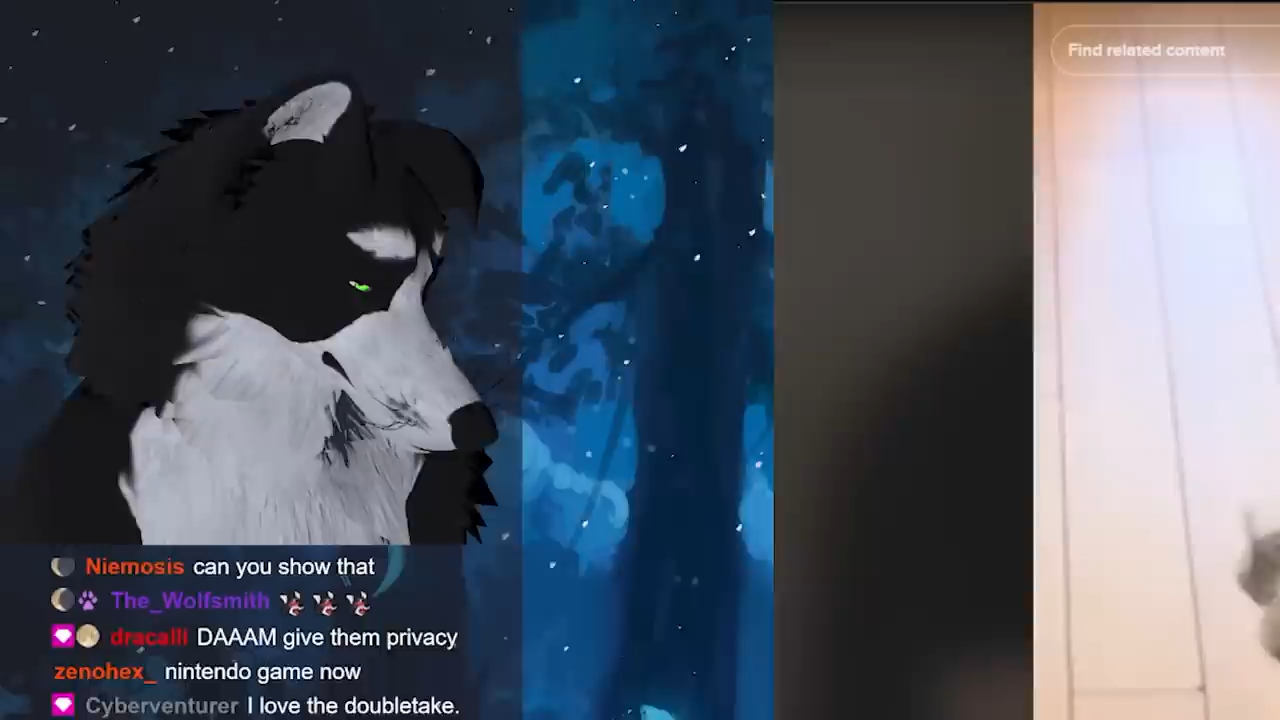 Find related content
Niemosis can you show that
The_Wolfsmith
dracalli DAAAM give them privacy
zenohex_ nintendo game now
Cyberventurer I love the doubletake.